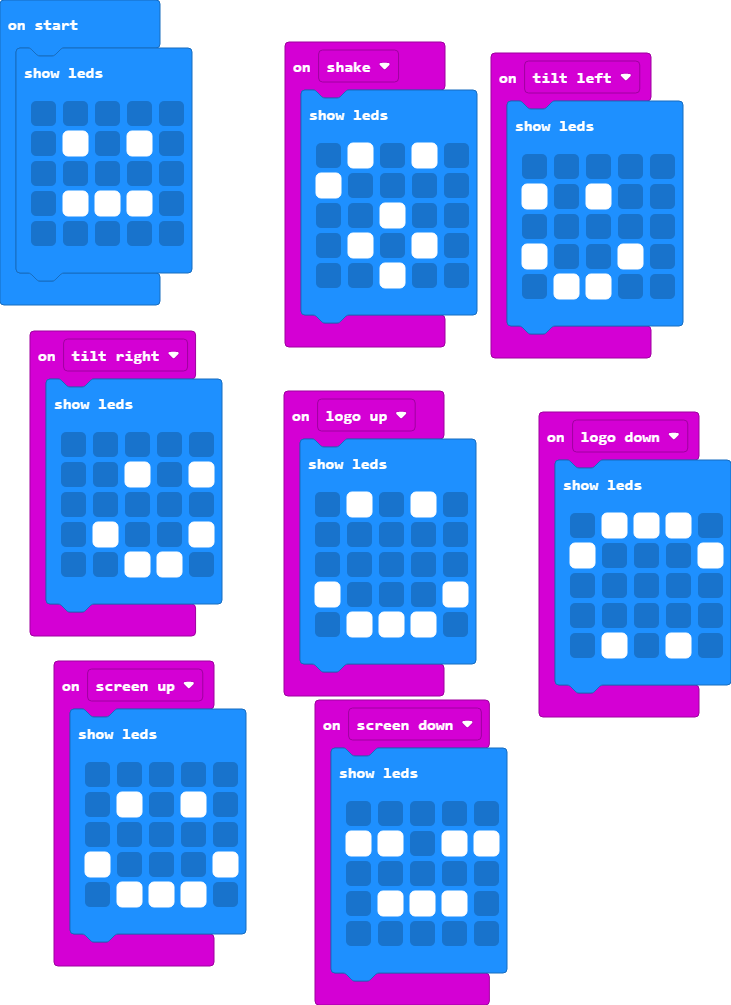 on start
show leds
on shake
show leds
on tilt left
show leds
on tilt right
show leds
on logo up
show leds
on logo down
show leds
on screen up
show leds
on screen down
show leds